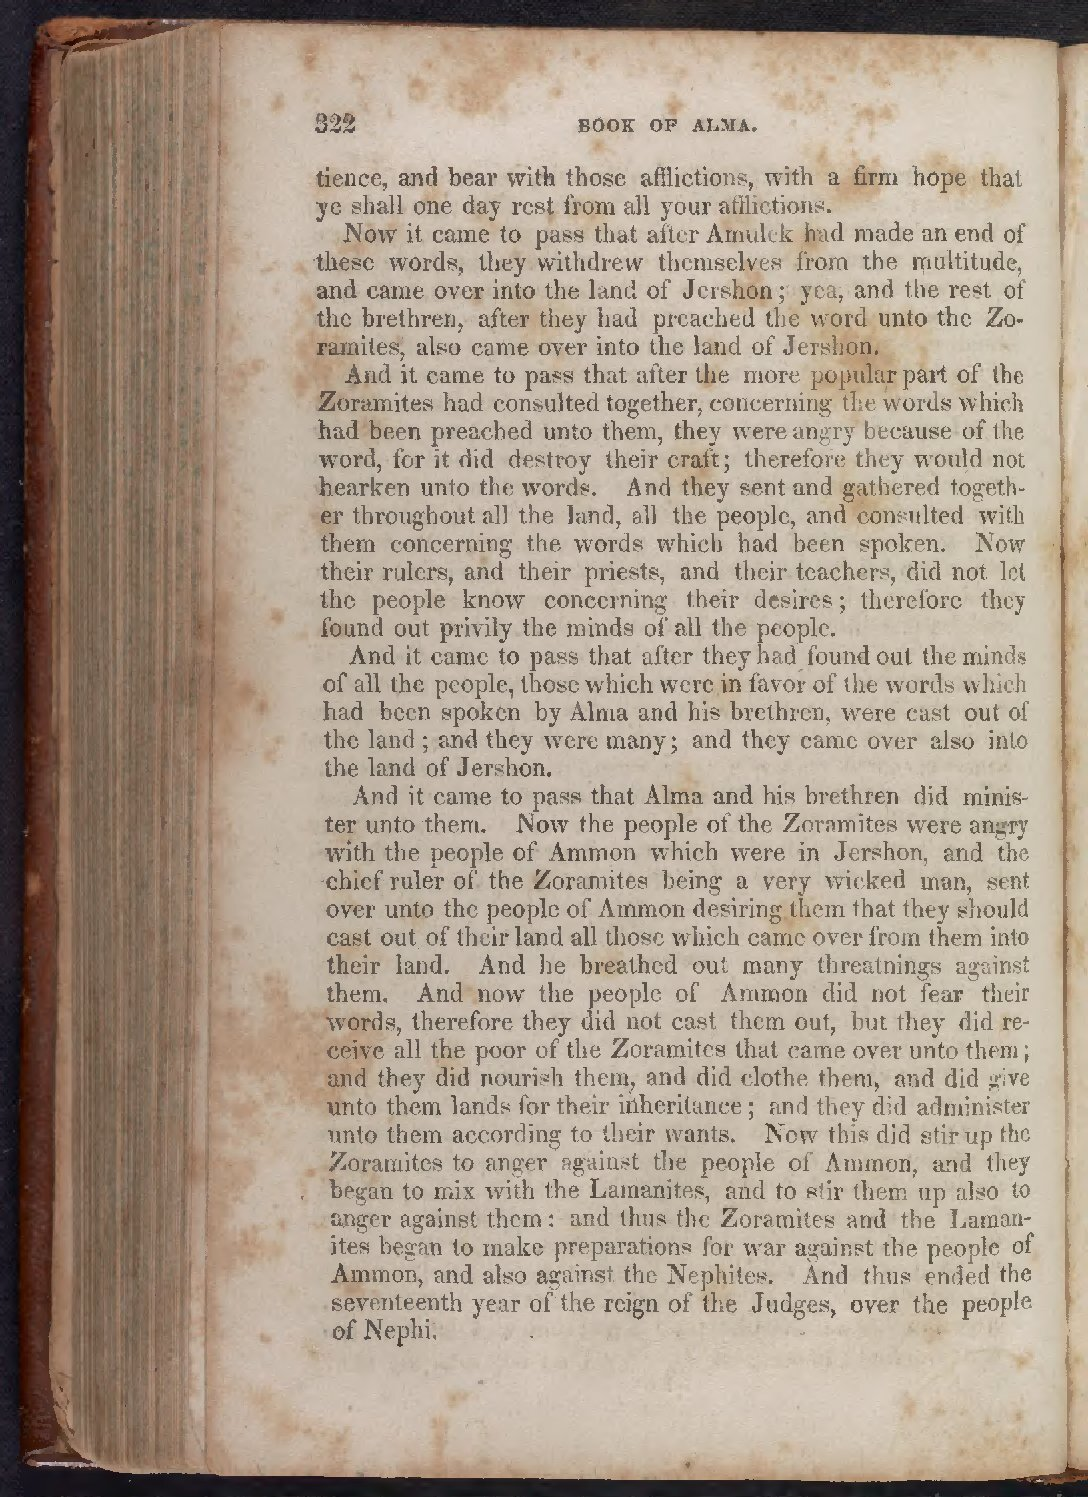 322 BOOK OF ALMA.
tience, and bear with those afflictions, with a firm hope that
ye shall one day rest from all your afflictions.
Now it came to pass that after Amulek had made an end of
these words, they withdrew themselves from the multitude,
and came over into the land of Jershon; yea, and the rest of
the brethren, after they had preached the word unto the Zo-
ramites, also came over into the land of Jershon.
And it came to pass that after the more popular part of the
Zoramites had consulted together, concerning the words which
had been preached unto them, they were angry because of the
word, for it did destroy their craft; therefore they would not
hearken unto the words. And they sent and gathered togeth-
er throughout all the land, all the people, and consulted with
them concerning the words which had been spoken. Now
their rulers, and their priests, and their teachers, did not let
the people know concerning their desires; therefore they
found out privily the minds of all the people.
And it came to pass that after they had found out the minds
of all the people, those which were in favor of the words which
had been spoken by Alma and his brethren, were cast out of
the land; and they were many; and they came over also into
the land of Jershon.
And it came to pass that Alma and his brethren did minis-
ter unto them. Now the people of the Zoramites were angry
with the people of Ammon which were in Jershon, and the
chief ruler of the Zoramites being a very wicked man, sent
over unto the people of Ammon desiring them that they should
cast out of their land all those which came over from them into
their land. And he breathed out many threatnings against
them. And now the people of Ammon did not fear their
words, therefore they did not cast them out, but they did re-
ceive all the poor of the Zoramites that came over unto them;
and they did nourish them, and did clothe them, and did give
unto them lands for their inheritance; and they did administer
unto them according to their wants. Now this did stir up the
Zoramites to anger against the people of Ammon, and they
began to mix with the Lamanites, and to stir them up also to
anger against them: and thus the Zoramites and the Laman-
ites began to make preparations for war against the people of
Ammon, and also against the Nephites. And thus ended the
seventeenth year of the reign of the Judges, over the people
of Nephi.